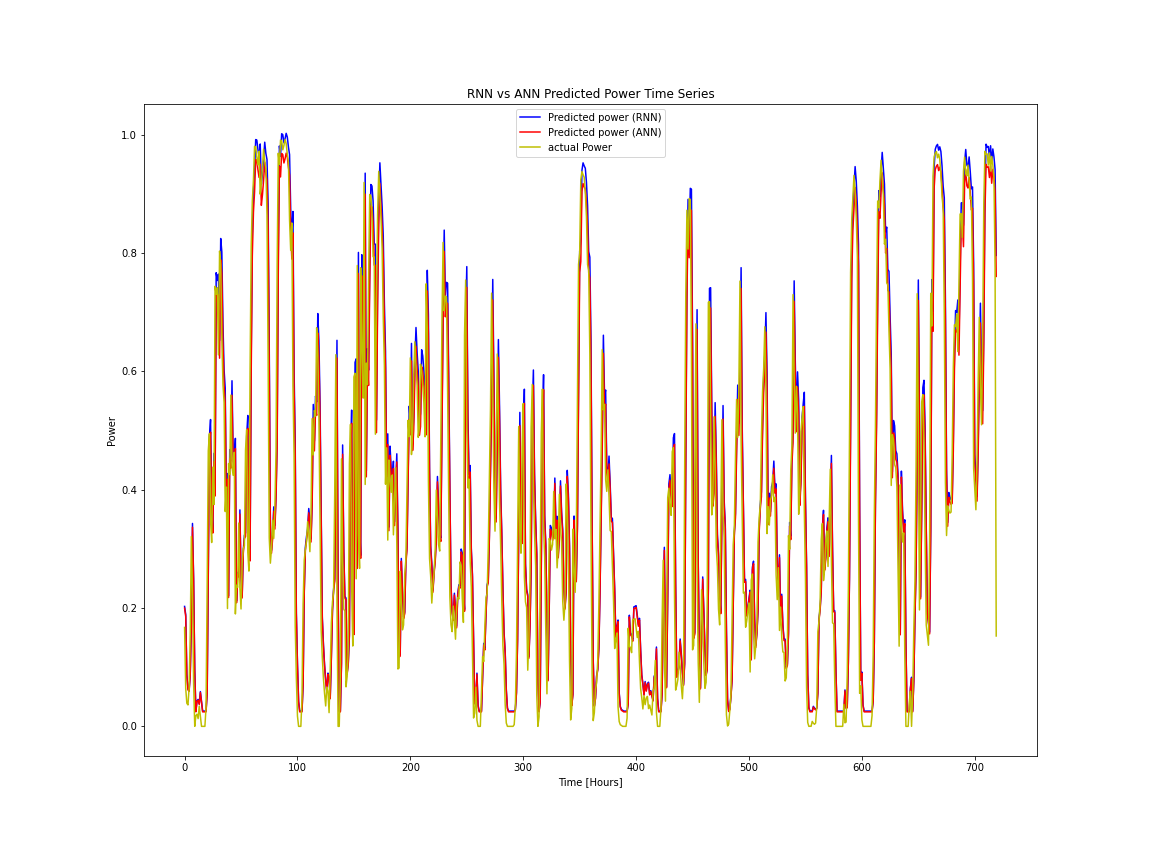 RNN vs ANN Predicted Power Time Series
Predicted power (RNN)
Predicted power (ANN)
actual Power
1.0
0.8
0.6
0.4
0.2
0.0
Power
0 100 200 300 400 500 600 700
Time [Hours]